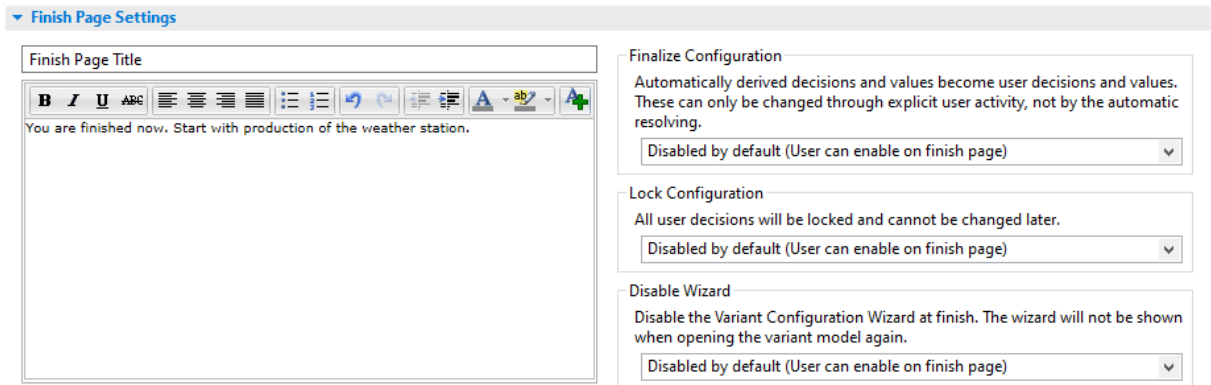 Finish Page Settings
Finish Page Title
B I U ABC A ab A
You are finished now. Start with production of the weather station.
Finalize Configuration
Automatically derived decisions and values become user decisions and values.
These can only be changed through explicit user activity, not by the automatic
resolving.
Disabled by default (User can enable on finish page)
Lock Configuration
All user decisions will be locked and cannot be changed later.
Disabled by default (User can enable on finish page)
Disable Wizard
Disable the Variant Configuration Wizard at finish. The wizard will not be shown
when opening the variant model again.
Disabled by default (User can enable on finish page)